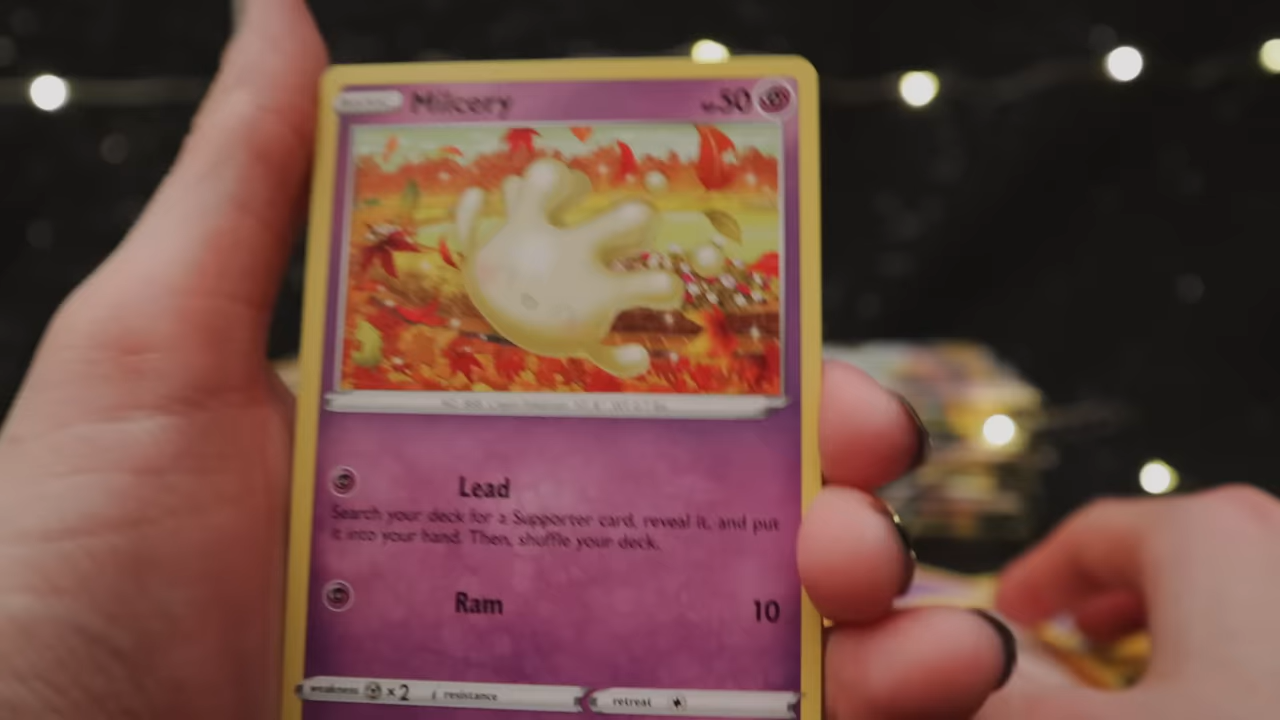 Milcery 50
Lead
Search your deck for a Supporter card, reveal it, and put
it into your hand. Then, shuffle your deck.
Ram 10
weakness ×2 resistance retreat